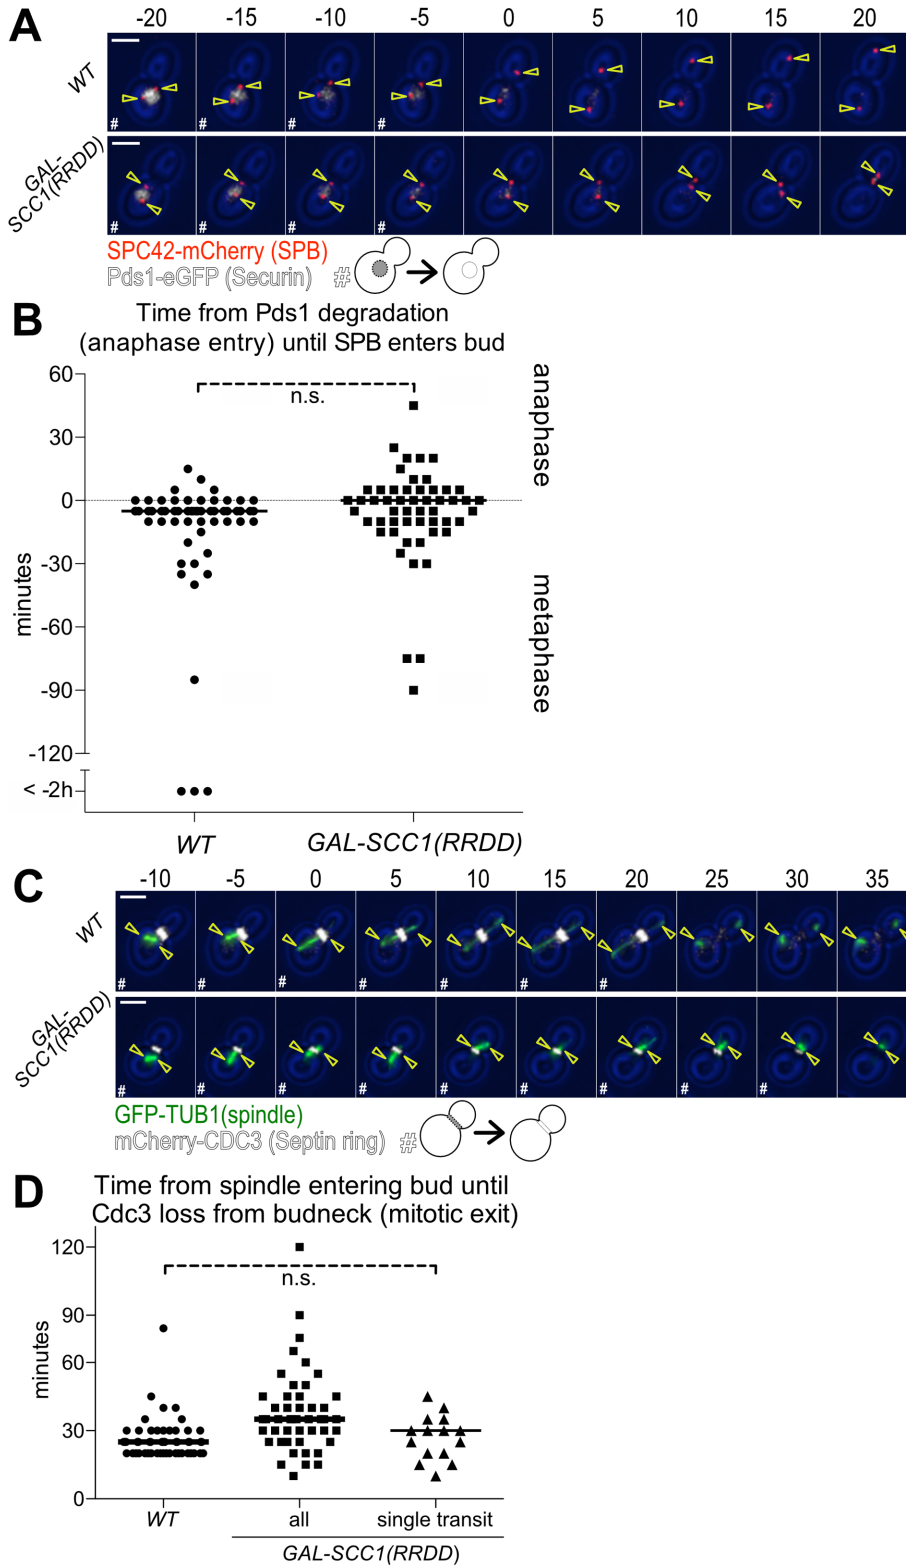 A
-20 -15 -10 -5 0 5 10 15 20
WT
# # # #
GAL-
SCC1(RRDD)
# # # #
SPC42-mCherry (SPB)
Pds1-eGFP (Securin) #
B
Time from Pds1 degradation
(anaphase entry) until SPB enters bud
60
30
0
-30
-60
-90
-120
< -2h
minutes
n.s.
anaphase
metaphase
WT GAL-SCC1(RRDD)
C
-10 -5 0 5 10 15 20 25 30 35
WT
# # # # # # #
GAL-
SCC1(RRDD)
# # # # # # # # #
GFP-TUB1(spindle)
mCherry-CDC3 (Septin ring) #
D
Time from spindle entering bud until
Cdc3 loss from budneck (mitotic exit)
120
90
60
30
0
minutes
n.s.
WT all single transit
GAL-SCC1(RRDD)